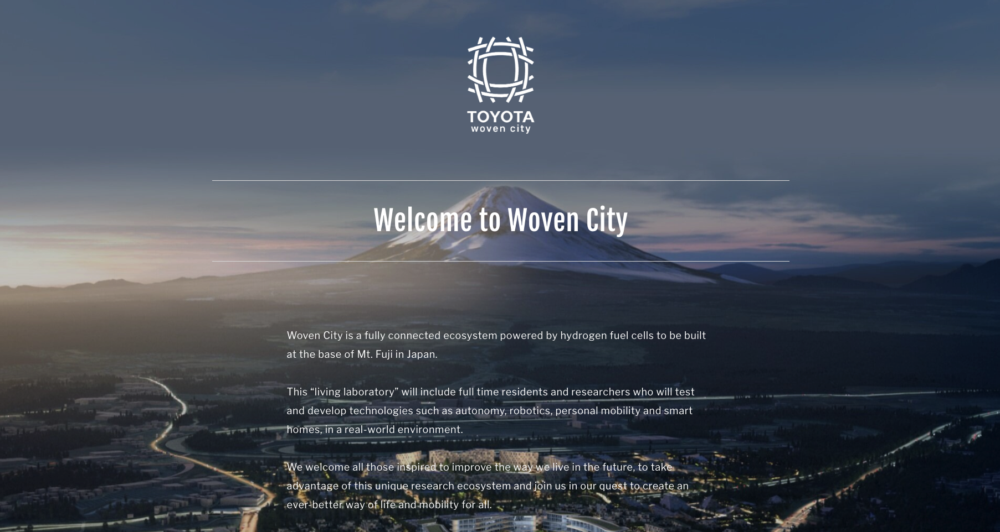 TOYOTA
woven city
Welcome to Woven City
Woven City is a fully connected ecosystem powered by hydrogen fuel cells to be built
at the base of Mt. Fuji in Japan.
This “living laboratory” will include full time residents and researchers who will test
and develop technologies such as autonomy, robotics, personal mobility and smart
homes, in a real-world environment.
We welcome all those inspired to improve the way we live in the future, to take
advantage of this unique research ecosystem and join us in our quest to create an
ever-better way of life and mobility for all.